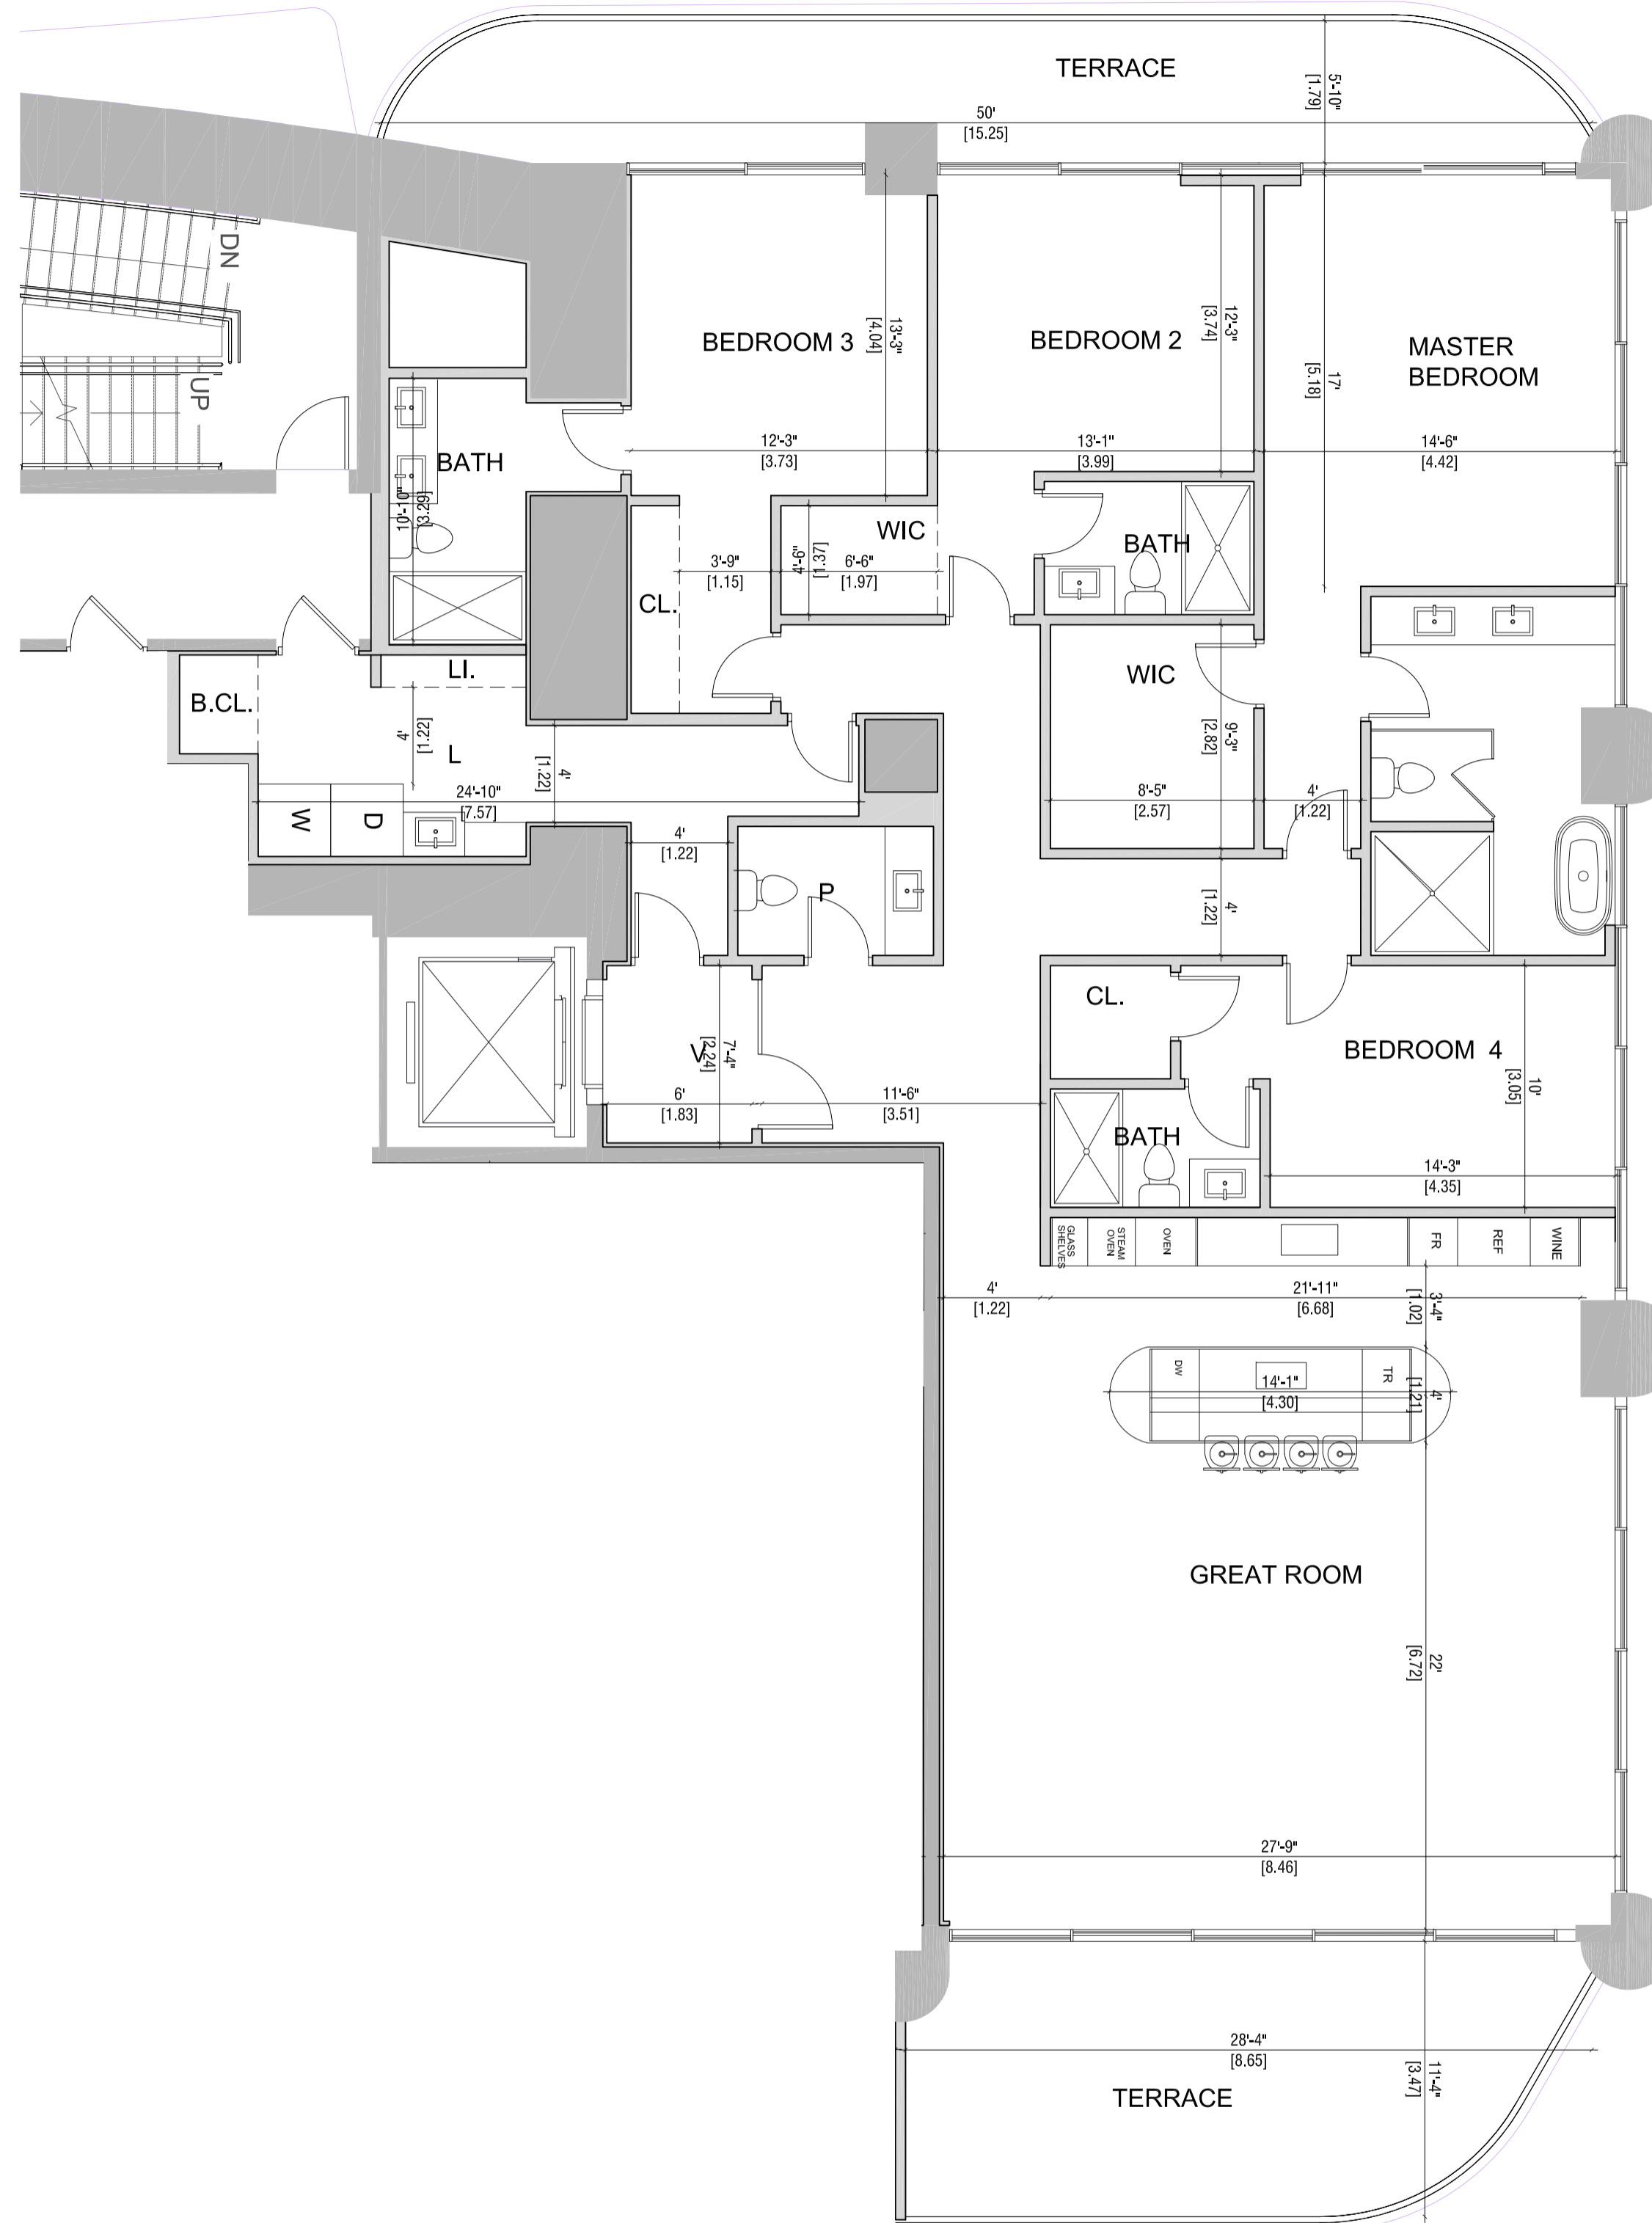 TERRACE
5'-10"
[1.79]
50'
[15.25]
DN
UP
BEDROOM 3
13'-3"
[4.04]
BEDROOM 2
12'-3"
[3.74]
MASTER
BEDROOM
17'
[5.18]
12'-3"
[3.73]
13'-1"
[3.99]
14'-6"
[4.42]
BATH
10'-10"
[3.29]
WIC
4'-6"
[1.37]
6'-6"
[1.97]
BATH
3'-9"
[1.15]
CL.
LI.
B.CL.
4'
[1.22]
L
WIC
9'-3"
[2.82]
4'
[1.22]
24'-10"
[7.57]
8'-5"
[2.57]
4'
[1.22]
W
D
4'
[1.22]
P
4'
[1.22]
CL.
V
7'-4"
[2.24]
BEDROOM 4
10'
[3.05]
6'
[1.83]
11'-6"
[3.51]
BATH
14'-3"
[4.35]
GLASS
SHELVES
STEAM
OVEN
OVEN
FR
REF
WINE
4'
[1.22]
21'-11"
[6.68]
3'-4"
[1.02]
DW
14'-1"
[4.30]
TR
4'
[1.21]
GREAT ROOM
22'
[6.72]
27'-9"
[8.46]
28'-4"
[8.65]
11'-4"
[3.47]
TERRACE